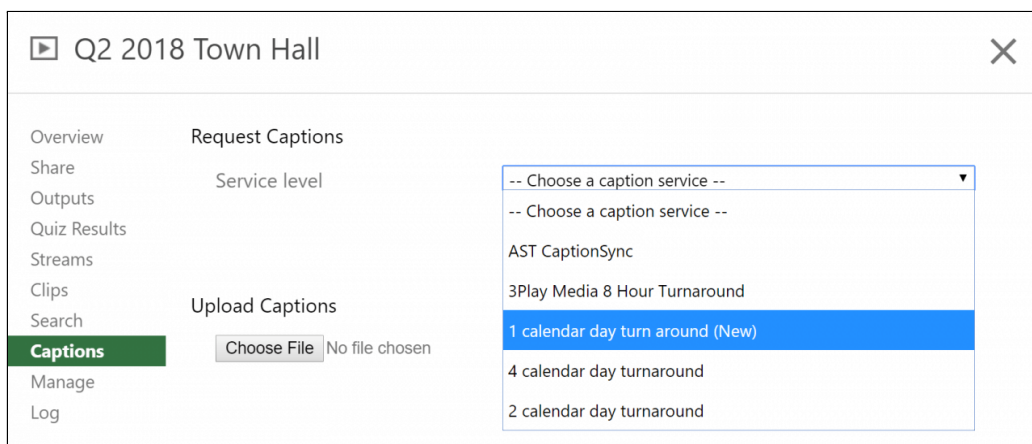 Q2 2018 Town Hall
Overview
Share
Outputs
Quiz Results
Streams
Clips
Search
Captions
Manage
Log
Request Captions
Service level
-- Choose a caption service --
-- Choose a caption service --
AST CaptionSync
3Play Media 8 Hour Turnaround
1 calendar day turn around (New)
4 calendar day turnaround
2 calendar day turnaround
Upload Captions
Choose File No file chosen